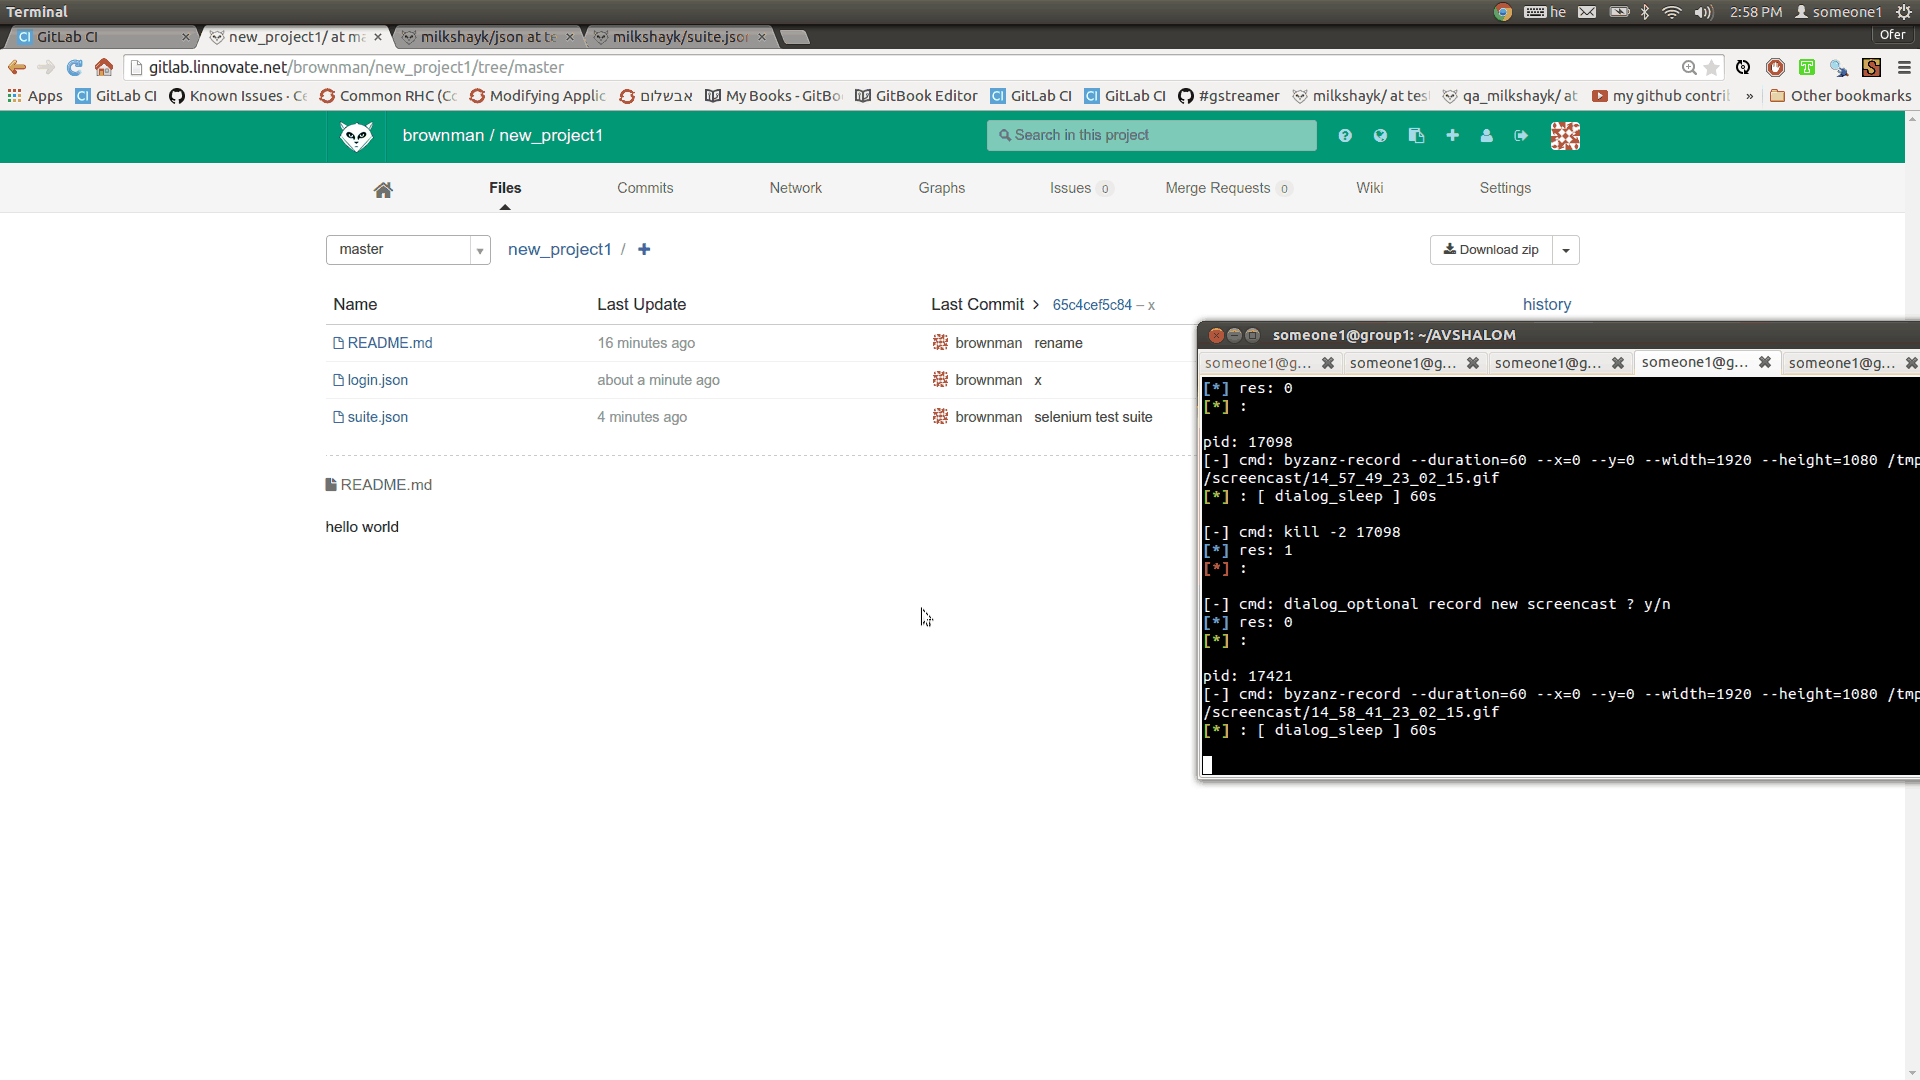 Terminal
he
2:58 PM
someone1
GitLab CI
new_project1/ at ma
milkshayk/json at te
milkshayk/suite.json
Ofer
gitlab.linnovate.net/brownman/new_project1/tree/master
Apps
GitLab CI
Known Issues · Ce
Common RHC (Co
Modifying Applic
אבשלום
My Books - GitBo
GitBook Editor
GitLab CI
GitLab CI
#gstreamer
milkshayk/ at tes
qa_milkshayk/ at
my github contri
»
Other bookmarks
brownman / new_project1
Search in this project
Files
Commits
Network
Graphs
Issues 0
Merge Requests 0
Wiki
Settings
master
new_project1 /
Download zip
Name
Last Update
Last Commit
65c4cef5c84 – x
history
README.md
16 minutes ago
brownman rename
login.json
about a minute ago
brownman x
suite.json
4 minutes ago
brownman selenium test suite
README.md
hello world
someone1@group1: ~/AVSHALOM
someone1@g...
someone1@g...
someone1@g...
someone1@g...
someone1@g...
[*] res: 0
[*] :
pid: 17098
[-] cmd: byzanz-record --duration=60 --x=0 --y=0 --width=1920 --height=1080 /tmp
/screencast/14_57_49_23_02_15.gif
[*] : [ dialog_sleep ] 60s
[-] cmd: kill -2 17098
[*] res: 1
[*] :
[-] cmd: dialog_optional record new screencast ? y/n
[*] res: 0
[*] :
pid: 17421
[-] cmd: byzanz-record --duration=60 --x=0 --y=0 --width=1920 --height=1080 /tmp
/screencast/14_58_41_23_02_15.gif
[*] : [ dialog_sleep ] 60s